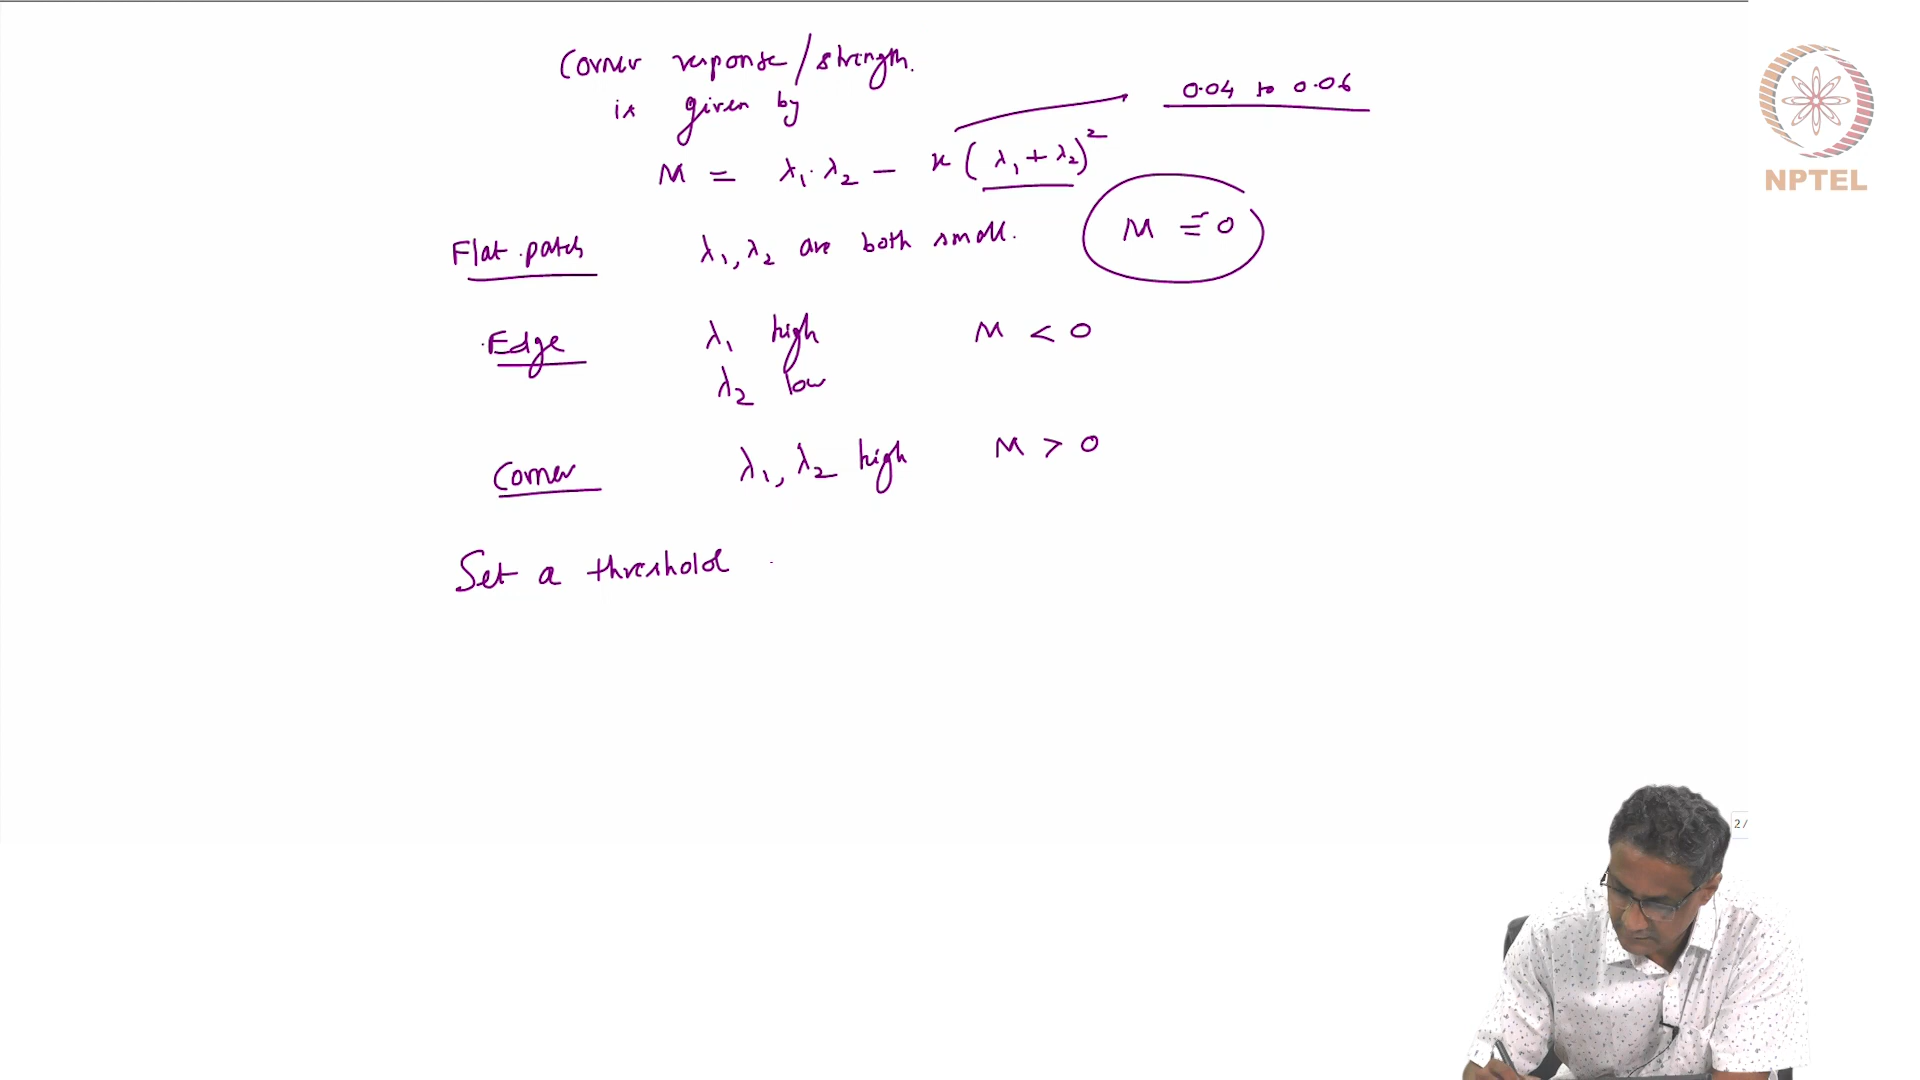 Corner response/strength.
is given by
0.04 to 0.06
M = λ₁·λ₂ - κ(λ₁+λ₂)²
Flat patch λ₁,λ₂ are both small. M ≈ 0
Edge λ₁ high M < 0
λ₂ low
Corner λ₁, λ₂ high M > 0
Set a threshold
NPTEL
2/